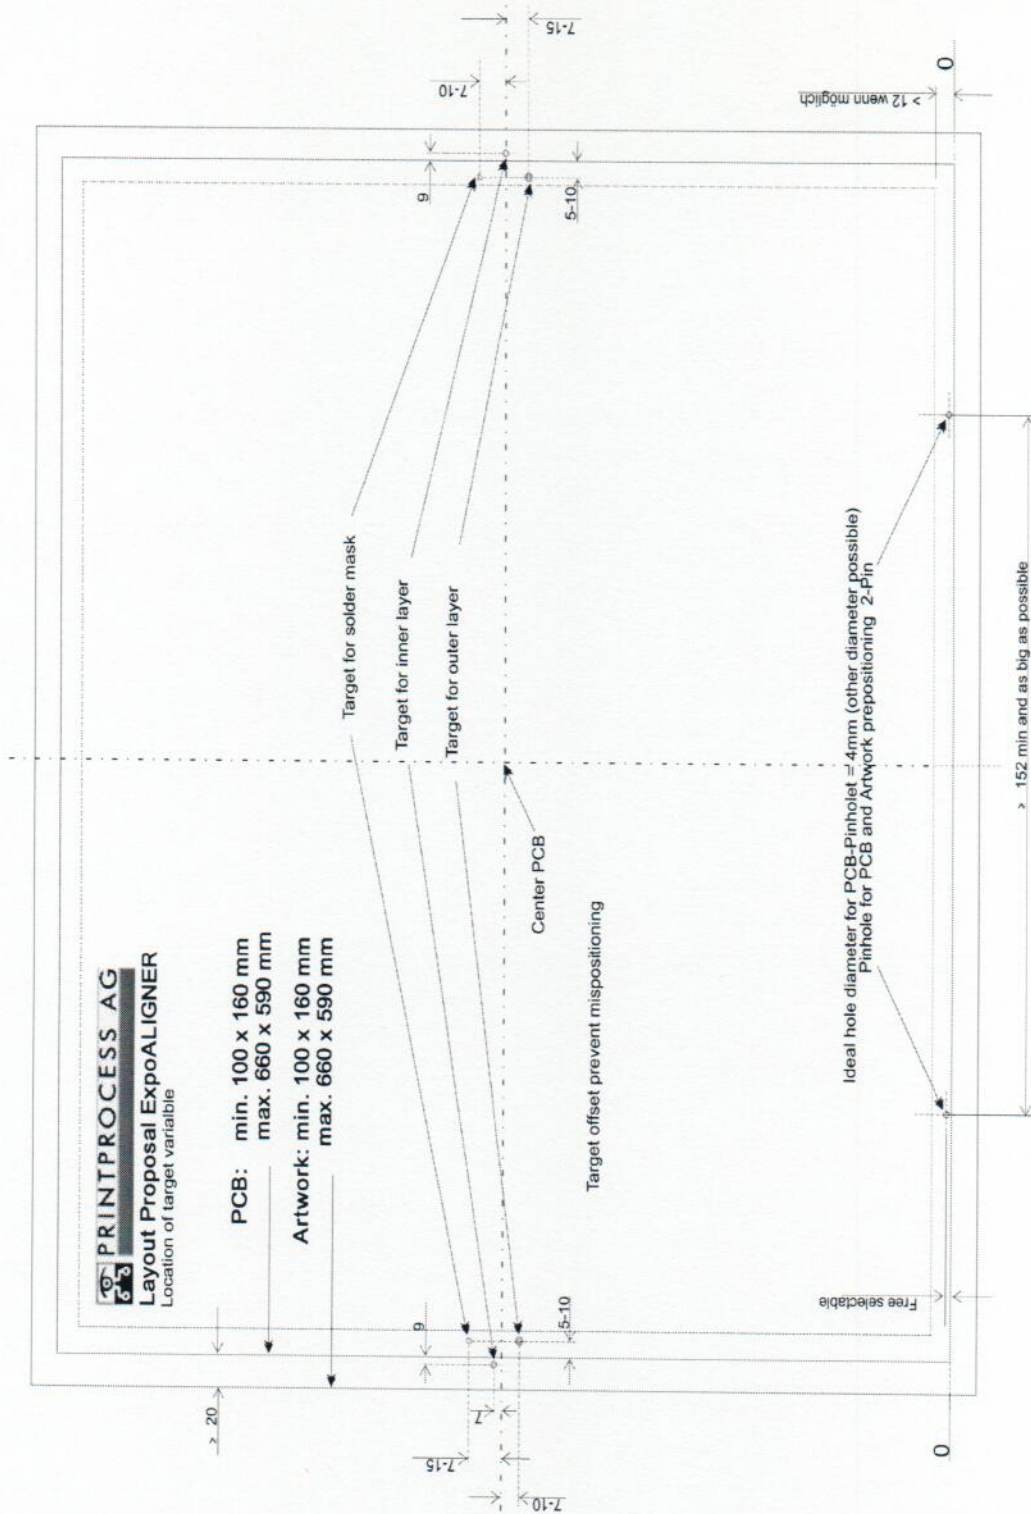 PRINTPROCESS AG
Layout Proposal ExpoALIGNER
Location of target varialble
PCB: min. 100 x 160 mm
max. 660 x 590 mm
Artwork: min. 100 x 160 mm
max. 660 x 590 mm
> 20
9
7
7-15
7-10
5-10
Target for solder mask
Target for inner layer
Target for outer layer
Center PCB
Target offset prevent mispositioning
9
7-10
7-15
5-10
Ideal hole diameter for PCB-Pinholet = 4mm (other diameter possible)
Pinhole for PCB and Artwork prepositioning 2-Pin
Free selectable
> 12 wenn möglich
0
0
> 152 min and as big as possible